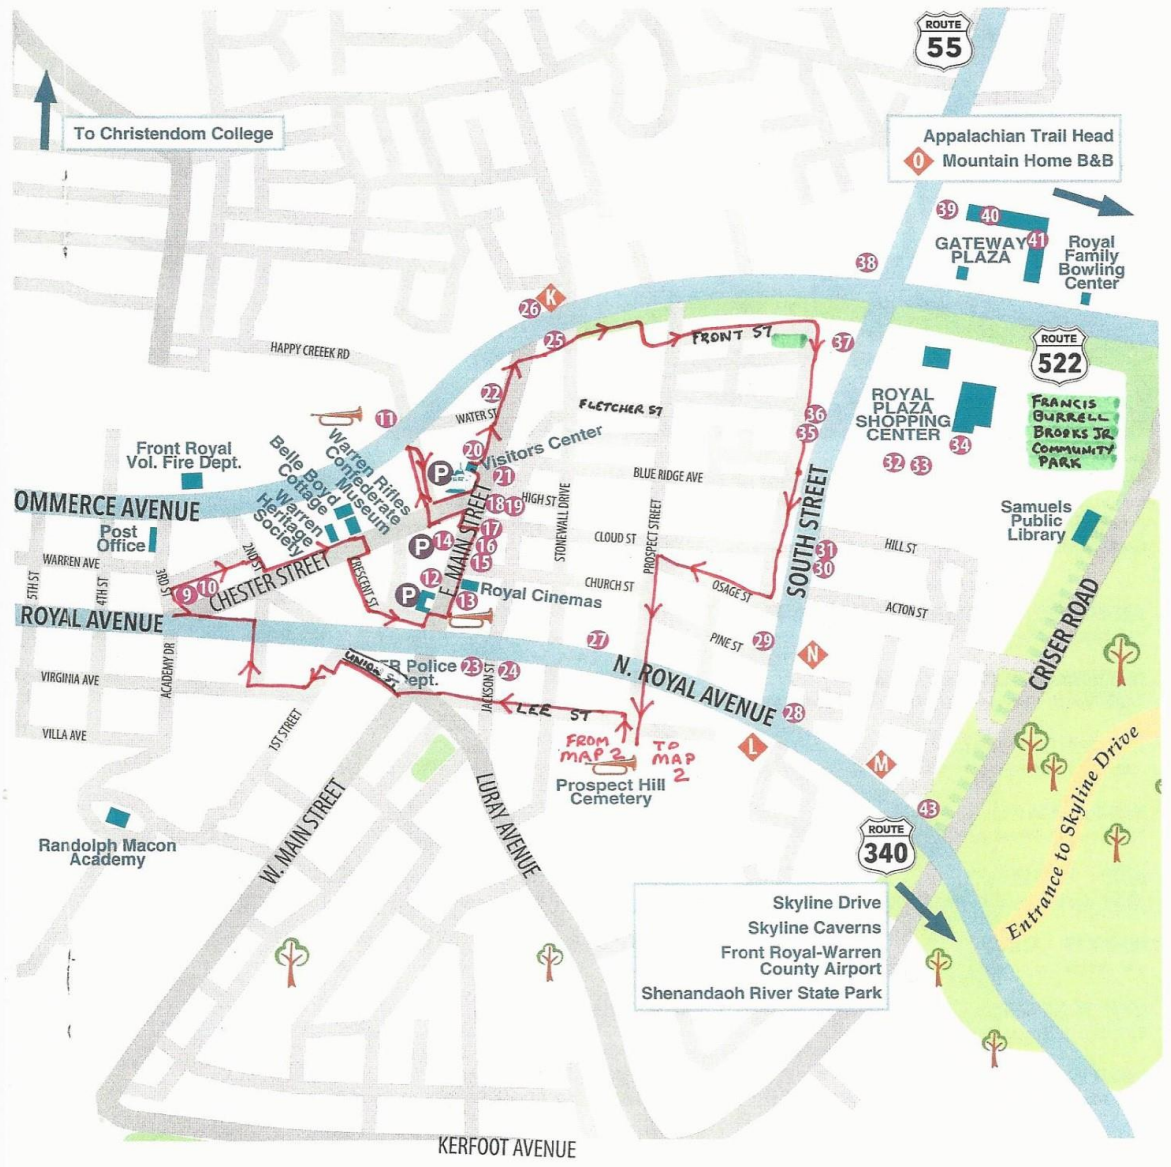 ROUTE
55
To Christendom College
Appalachian Trail Head
O Mountain Home B&B
39
40
41
GATEWAY
PLAZA
Royal
Family
Bowling
Center
38
K
26
25
FRONT ST
37
ROUTE
522
HAPPY CREEEK RD
22
WATER ST
FLETCHER ST
ROYAL
PLAZA
SHOPPING
CENTER
FRANCIS
BURRELL
BROOKS JR
COMMUNITY
PARK
11
36
35
34
32
33
Front Royal
Vol. Fire Dept.
Warren Rifles
Confederate
Museum
Belle Boyd
Cottage
Warren
Heritage
Society
20
Visitors Center
P
21
BLUE RIDGE AVE
OMMERCE AVENUE
HIGH ST
18
19
STONEWALL DRIVE
PROSPECT STREET
SOUTH STREET
Samuels
Public
Library
Post
Office
P
14
17
16
15
CLOUD ST
31
30
HILL ST
WARREN AVE
2ND ST
5TH ST
4TH ST
3RD ST
9
10
CHESTER STREET
RESCENT ST
E. MAIN STREET
P
12
13
Royal Cinemas
CHURCH ST
OSAGE ST
ACTON ST
ROYAL AVENUE
27
PINE ST
29
N
CRISER ROAD
VIRGINIA AVE
ACADEMY DR
UNION ST
FR Police
Dept.
23
JACKSON ST
24
N. ROYAL AVENUE
28
LEE ST
VILLA AVE
1ST STREET
FROM
MAP 2
TO
MAP
2
L
M
Prospect Hill
Cemetery
Entrance to Skyline Drive
Randolph Macon
Academy
W. MAIN STREET
LURAY AVENUE
43
ROUTE
340
Skyline Drive
Skyline Caverns
Front Royal-Warren
County Airport
Shenandaoh River State Park
KERFOOT AVENUE